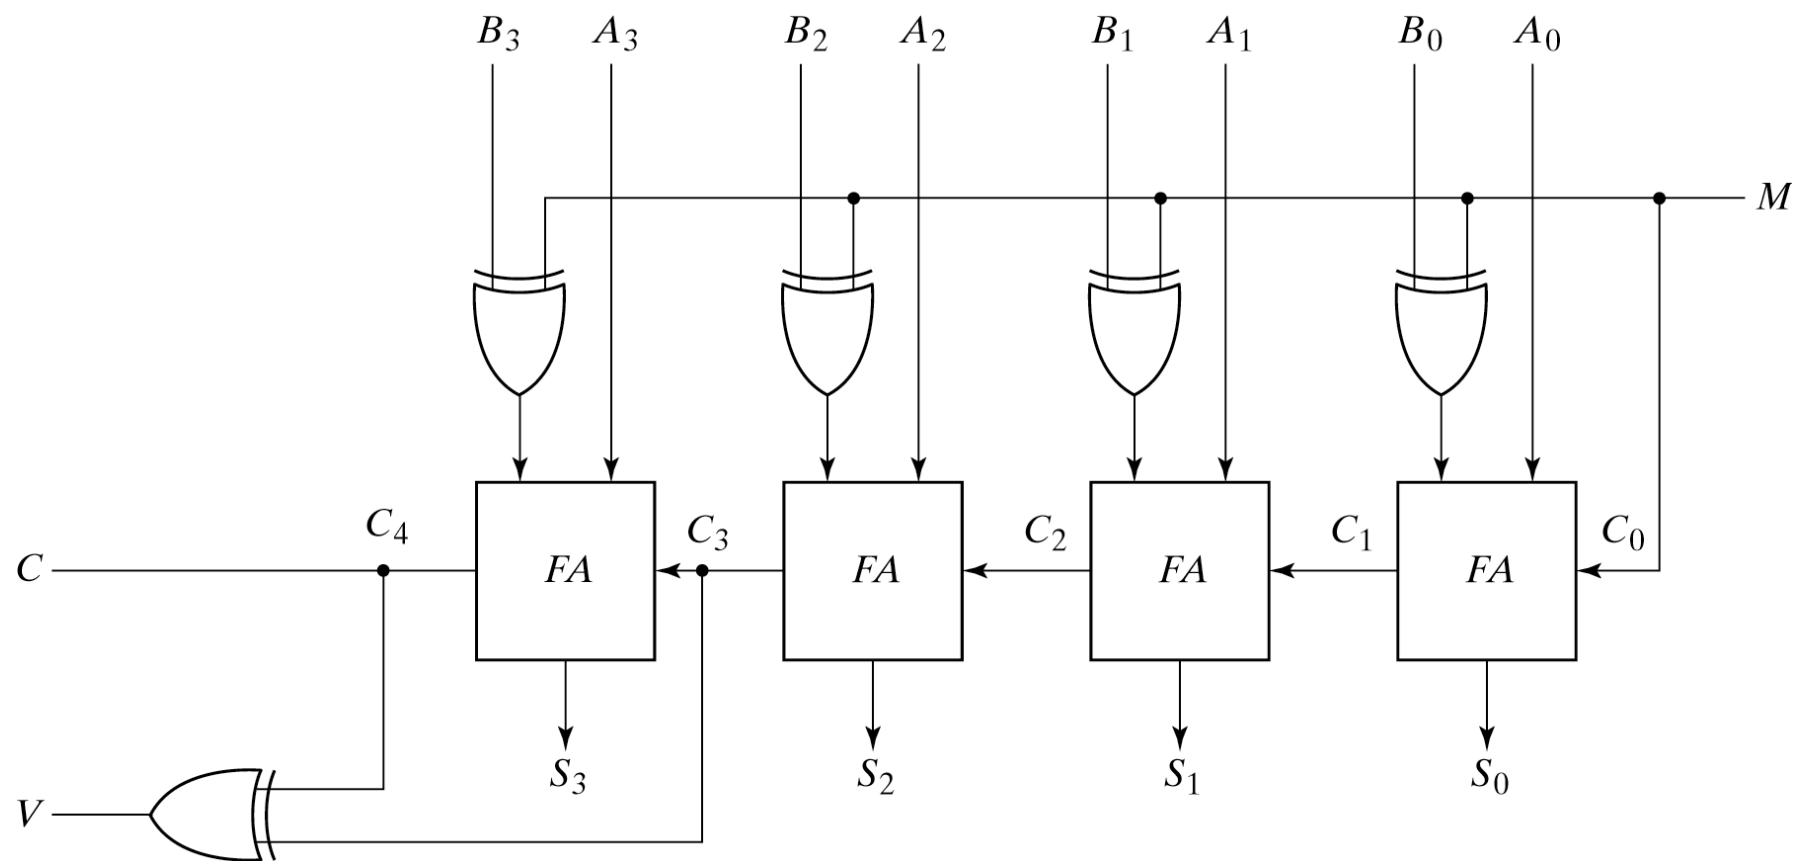 B₃ A₃ B₂ A₂ B₁ A₁ B₀ A₀
M
C₄ C₃ C₂ C₁ C₀
C FA FA FA FA
S₃ S₂ S₁ S₀
V